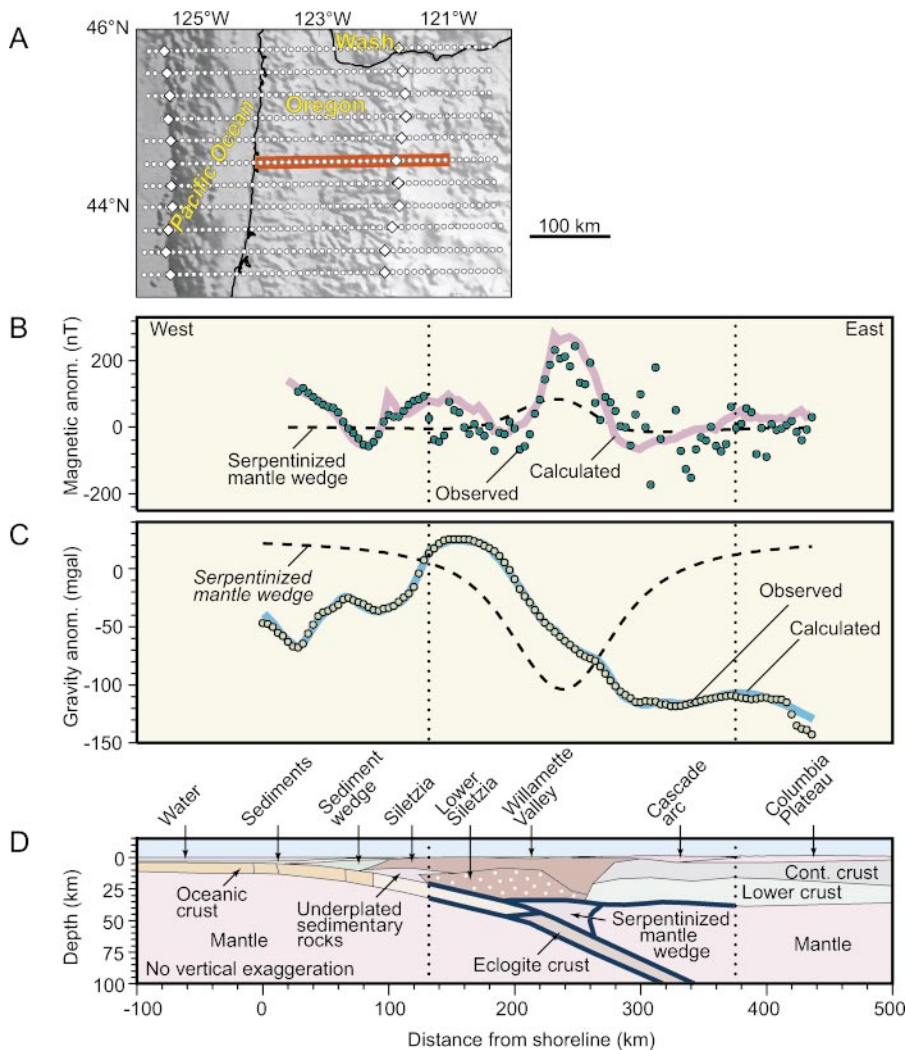 A
125°W
123°W
121°W
46°N
44°N
Wash
Oregon
Pacific Ocean
100 km
B
West
East
Magnetic anom. (nT)
200
0
-200
Serpentinized
mantle wedge
Observed
Calculated
C
Gravity anom. (mgal)
0
-50
-100
-150
Serpentinized
mantle wedge
Observed
Calculated
D
Water
Sediments
Sediment
wedge
Siletzia
Lower
Siletzia
Willamette
Valley
Cascade
arc
Columbia
Plateau
Depth (km)
0
25
50
75
100
Oceanic
crust
Underplated
sedimentary
rocks
Mantle
No vertical exaggeration
Eclogite crust
Serpentinized
mantle wedge
Cont. crust
Lower crust
Mantle
-100
0
100
200
300
400
500
Distance from shoreline (km)